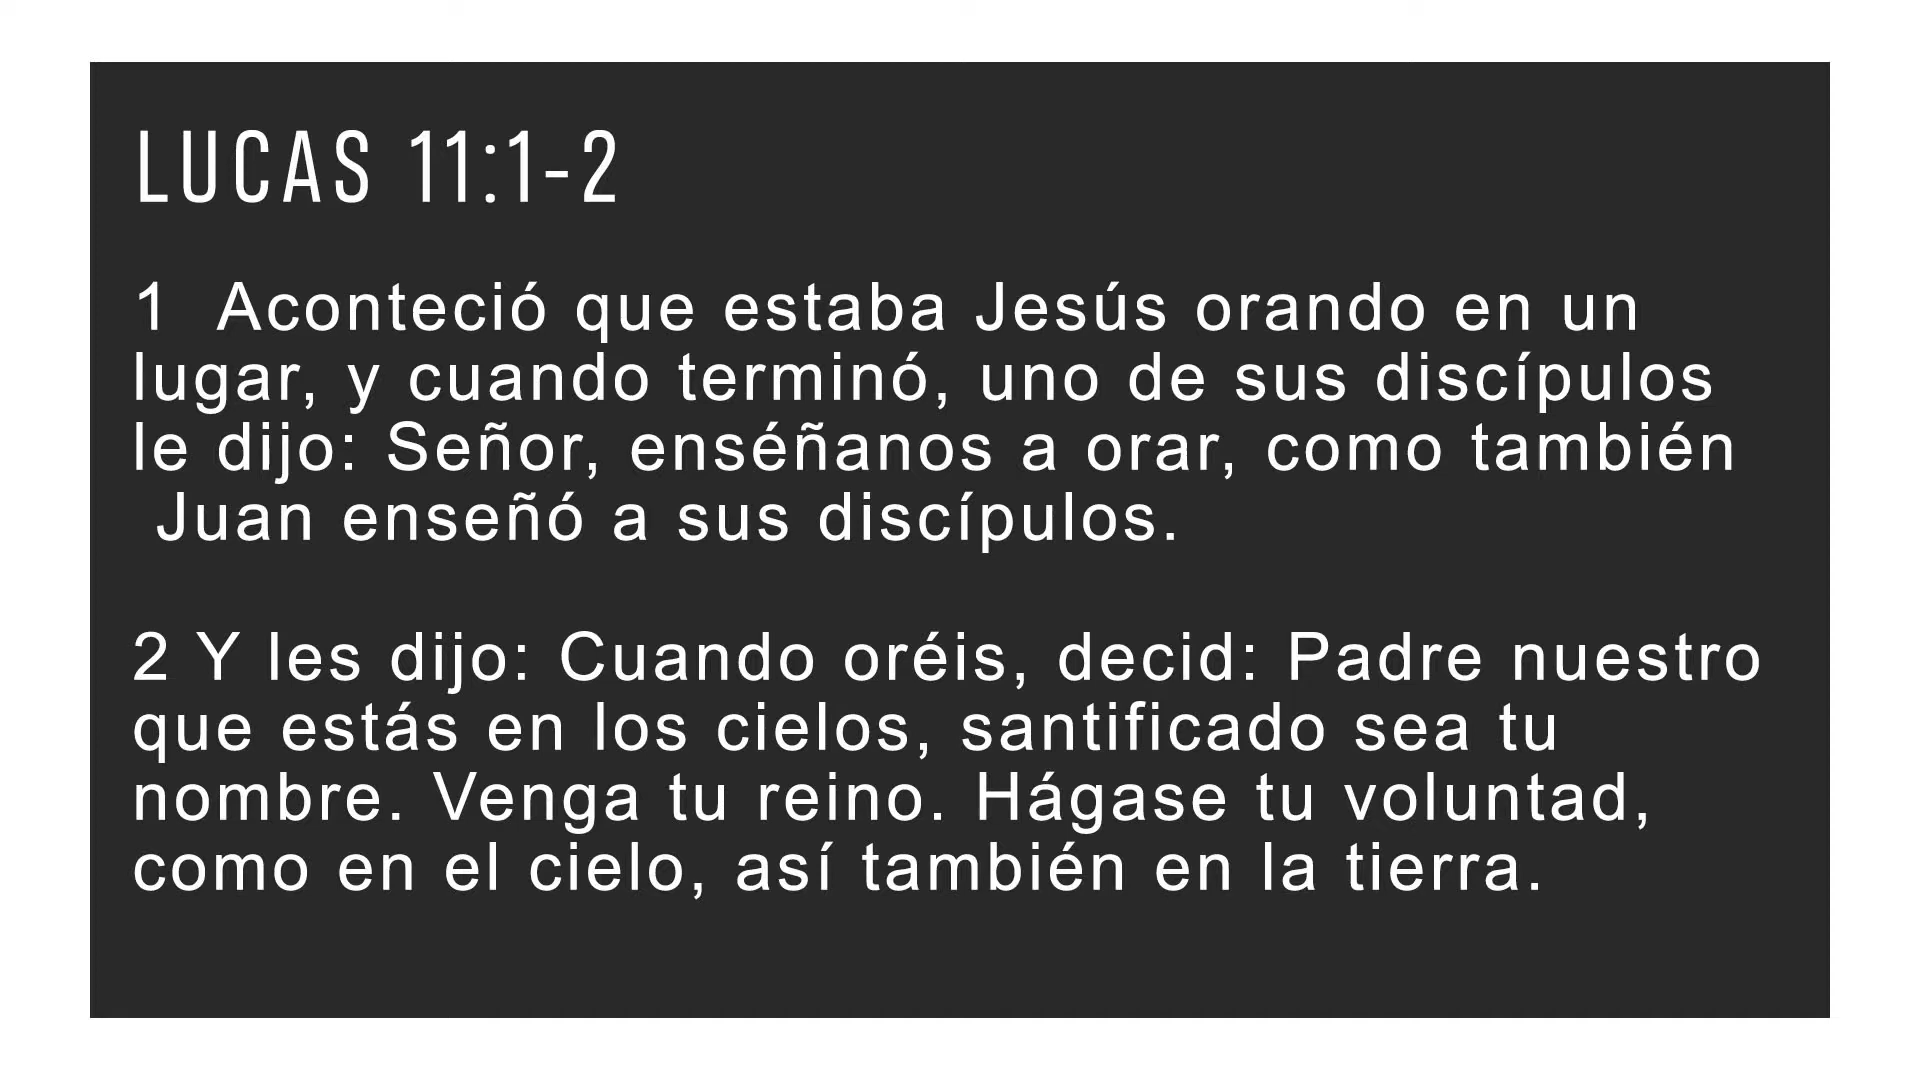 LUCAS 11:1-2
1 Aconteció que estaba Jesús orando en un
lugar, y cuando terminó, uno de sus discípulos
le dijo: Señor, enséñanos a orar, como también
Juan enseñó a sus discípulos.
2 Y les dijo: Cuando oréis, decid: Padre nuestro
que estás en los cielos, santificado sea tu
nombre. Venga tu reino. Hágase tu voluntad,
como en el cielo, así también en la tierra.